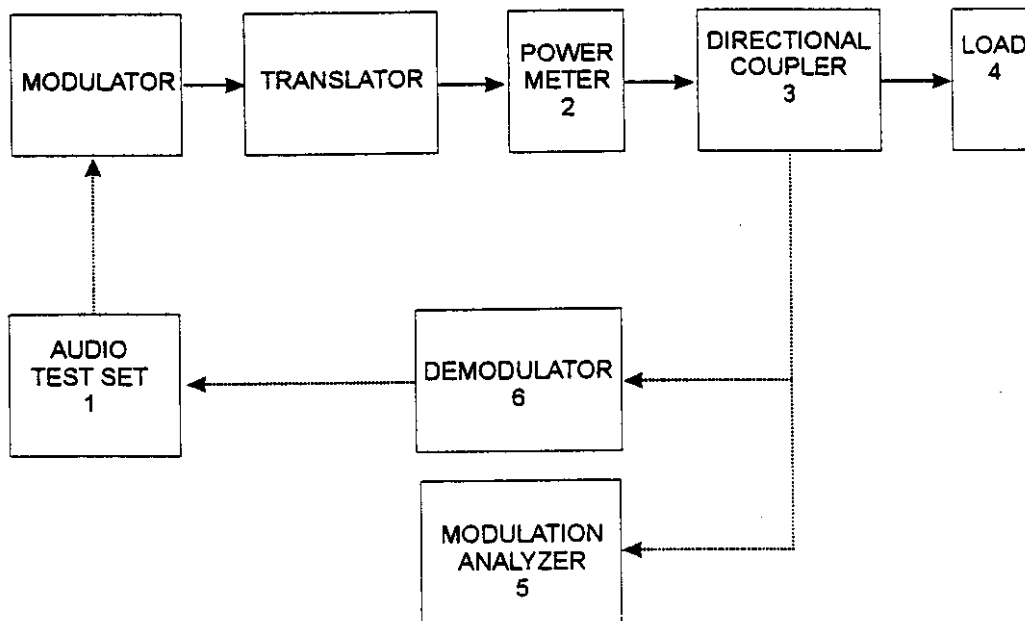 MODULATOR
TRANSLATOR
POWER
METER
2
DIRECTIONAL
COUPLER
3
LOAD
4
AUDIO
TEST SET
1
DEMODULATOR
6
MODULATION
ANALYZER
5